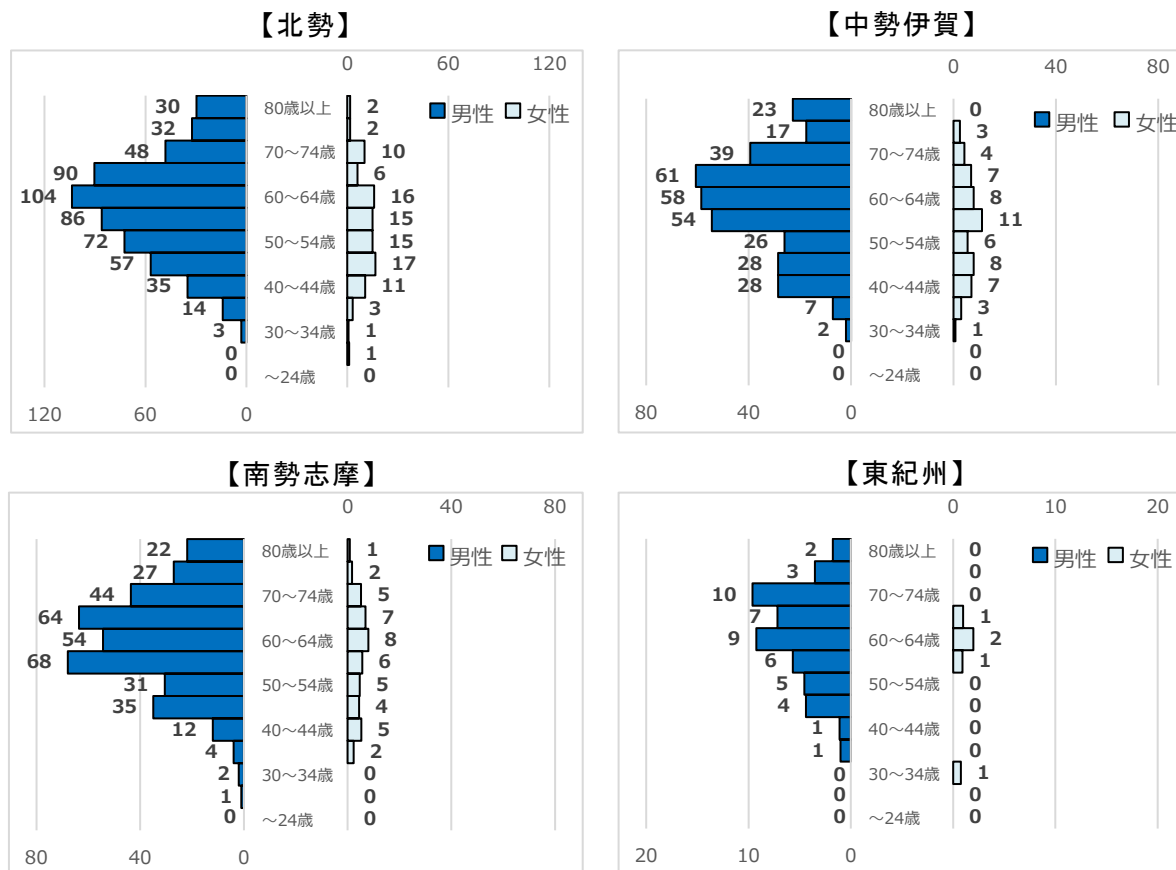 【北勢】
0 60 120
男性 女性
30 80歳以上 2
32 2
48 70～74歳 10
90 6
104 60～64歳 16
86 15
72 50～54歳 15
57 17
35 40～44歳 11
14 3
3 30～34歳 1
0 1
0 ～24歳 0
120 60 0
【中勢伊賀】
0 40 80
男性 女性
23 80歳以上 0
17 3
39 70～74歳 4
61 7
58 60～64歳 8
54 11
26 50～54歳 6
28 8
28 40～44歳 7
7 3
2 30～34歳 1
0 0
0 ～24歳 0
80 40 0
【南勢志摩】
0 40 80
男性 女性
22 80歳以上 1
27 2
44 70～74歳 5
64 7
54 60～64歳 8
68 6
31 50～54歳 5
35 4
12 40～44歳 5
4 2
2 30～34歳 0
1 0
0 ～24歳 0
80 40 0
【東紀州】
0 10 20
男性 女性
2 80歳以上 0
3 0
10 70～74歳 0
7 1
9 60～64歳 2
6 1
5 50～54歳 0
4 0
1 40～44歳 0
1 0
0 30～34歳 1
0 0
0 ～24歳 0
20 10 0